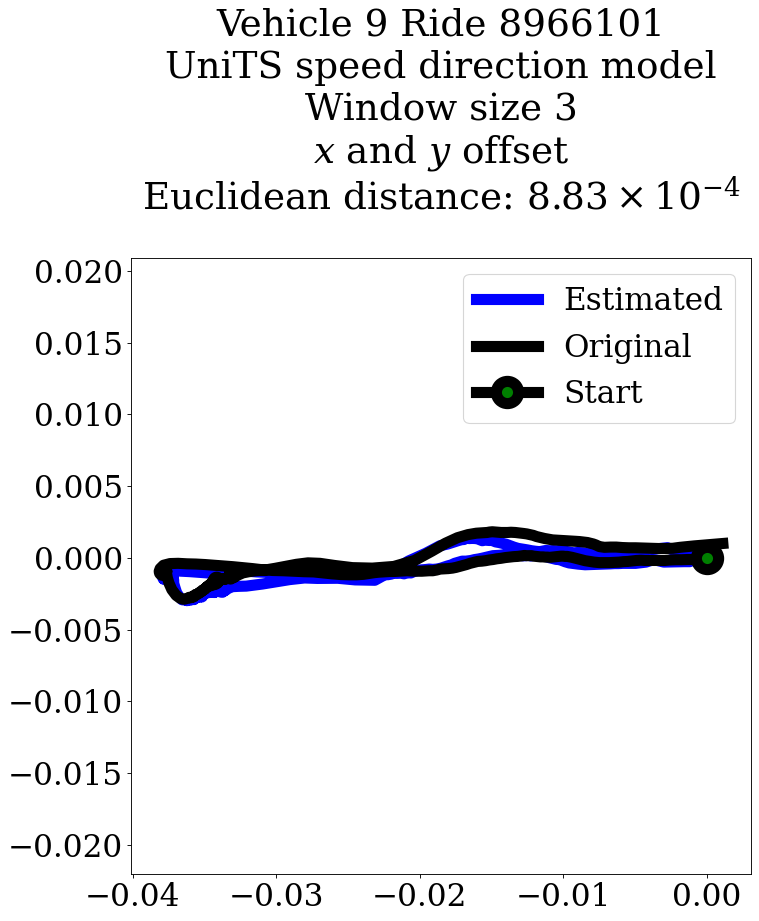 Vehicle 9 Ride 8966101
UniTS speed direction model
Window size 3
x and y offset
Euclidean distance: 8.83 × 10⁻⁴
Estimated
Original
Start
0.020
0.015
0.010
0.005
0.000
−0.005
−0.010
−0.015
−0.020
−0.04 −0.03 −0.02 −0.01 0.00